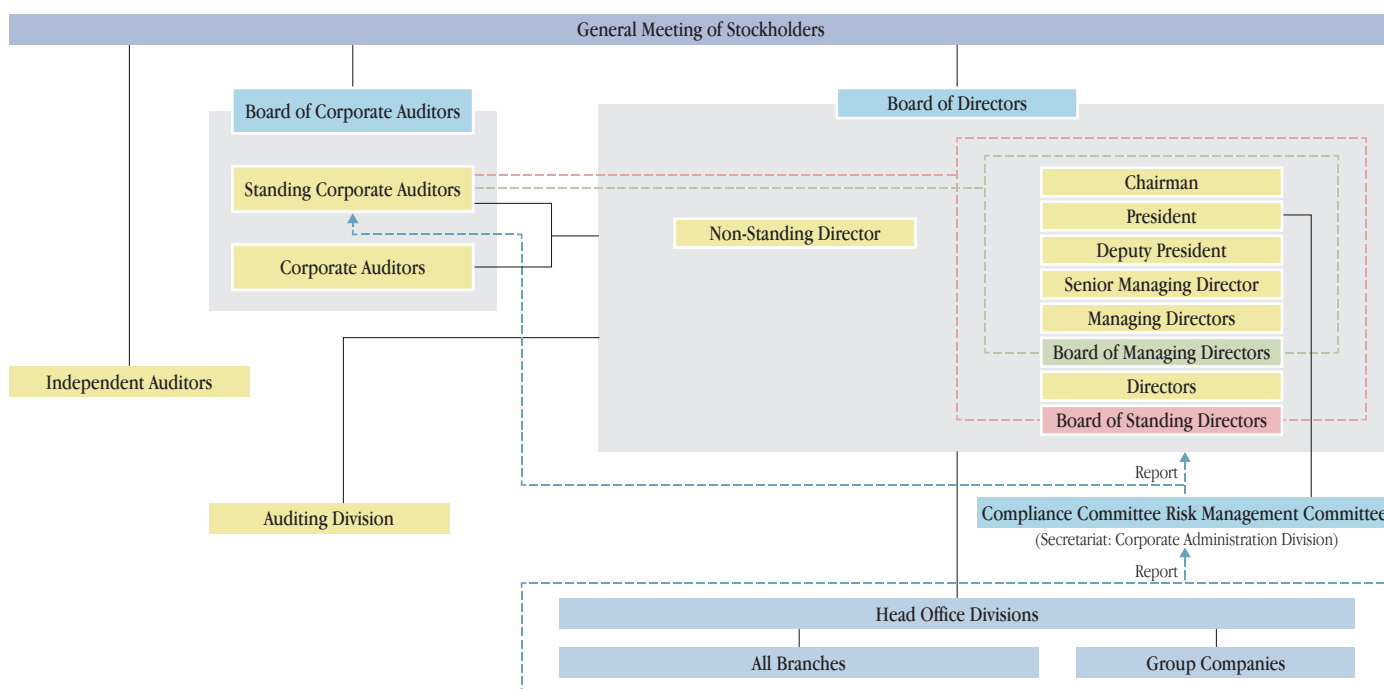 General Meeting of Stockholders
Board of Corporate Auditors
Board of Directors
Standing Corporate Auditors
Corporate Auditors
Non-Standing Director
Chairman
President
Deputy President
Senior Managing Director
Managing Directors
Board of Managing Directors
Directors
Board of Standing Directors
Independent Auditors
Auditing Division
Report
Compliance Committee Risk Management Committee
(Secretariat: Corporate Administration Division)
Report
Head Office Divisions
All Branches
Group Companies